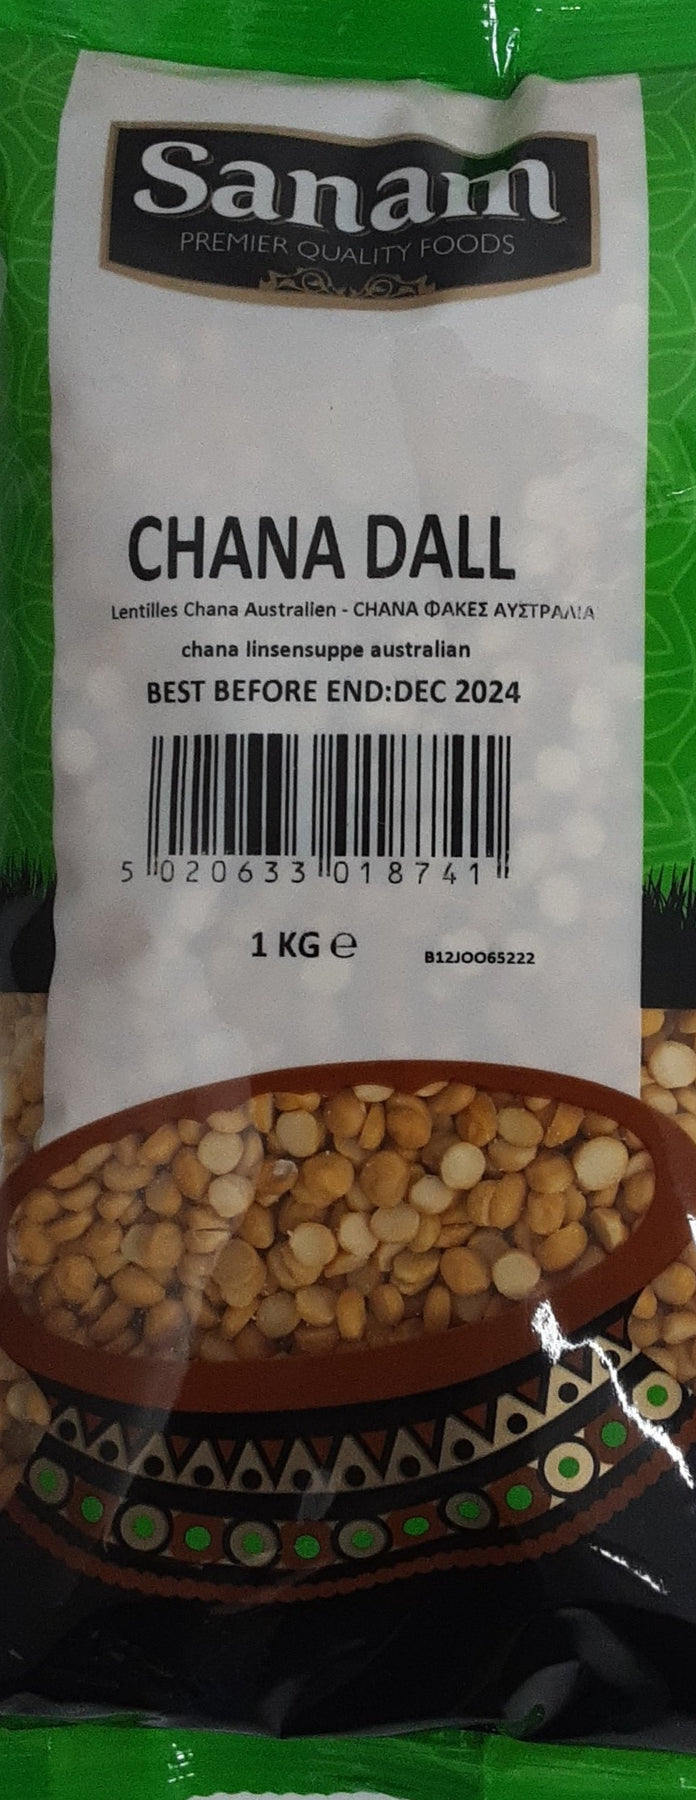 Sanam
PREMIER QUALITY FOODS
CHANA DALL
Lentilles Chana Australien - CHANA ΦΑΚΕΣ ΑΥΣΤΡΑΛΙΑ
chana linsensuppe australian
BEST BEFORE END:DEC 2024
5 020633 018741
1 KG ℮
B12JOO65222